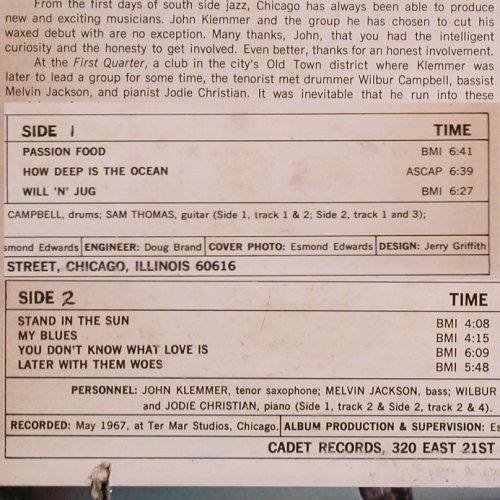 From the first days of south side jazz, Chicago has always been able to produce
new and exciting musicians. John Klemmer and the group he has chosen to cut his
waxed debut with are no exception. Many thanks, John, that you had the intelligent
curiosity and the honesty to get involved. Even better, thanks for an honest involvement.
At the First Quarter, a club in the city's Old Town district where Klemmer was
later to lead a group for some time, the tenorist met drummer Wilbur Campbell, bassist
Melvin Jackson, and pianist Jodie Christian. It was inevitable that he run into these
SIDE 1 TIME
PASSION FOOD BMI 6:41
HOW DEEP IS THE OCEAN ASCAP 6:39
WILL 'N' JUG BMI 6:27
CAMPBELL, drums; SAM THOMAS, guitar (Side 1, track 1 & 2; Side 2, track 1 and 3);
smond Edwards ENGINEER: Doug Brand COVER PHOTO: Esmond Edwards DESIGN: Jerry Griffith
STREET, CHICAGO, ILLINOIS 60616
SIDE 2 TIME
STAND IN THE SUN BMI 4:08
MY BLUES BMI 4:15
YOU DON'T KNOW WHAT LOVE IS BMI 6:09
LATER WITH THEM WOES BMI 5:48
PERSONNEL: JOHN KLEMMER, tenor saxophone; MELVIN JACKSON, bass; WILBUR
and JODIE CHRISTIAN, piano (Side 1, track 2 & Side 2, track 2 & 4).
RECORDED: May 1967, at Ter Mar Studios, Chicago. ALBUM PRODUCTION & SUPERVISION: Es
CADET RECORDS, 320 EAST 21ST